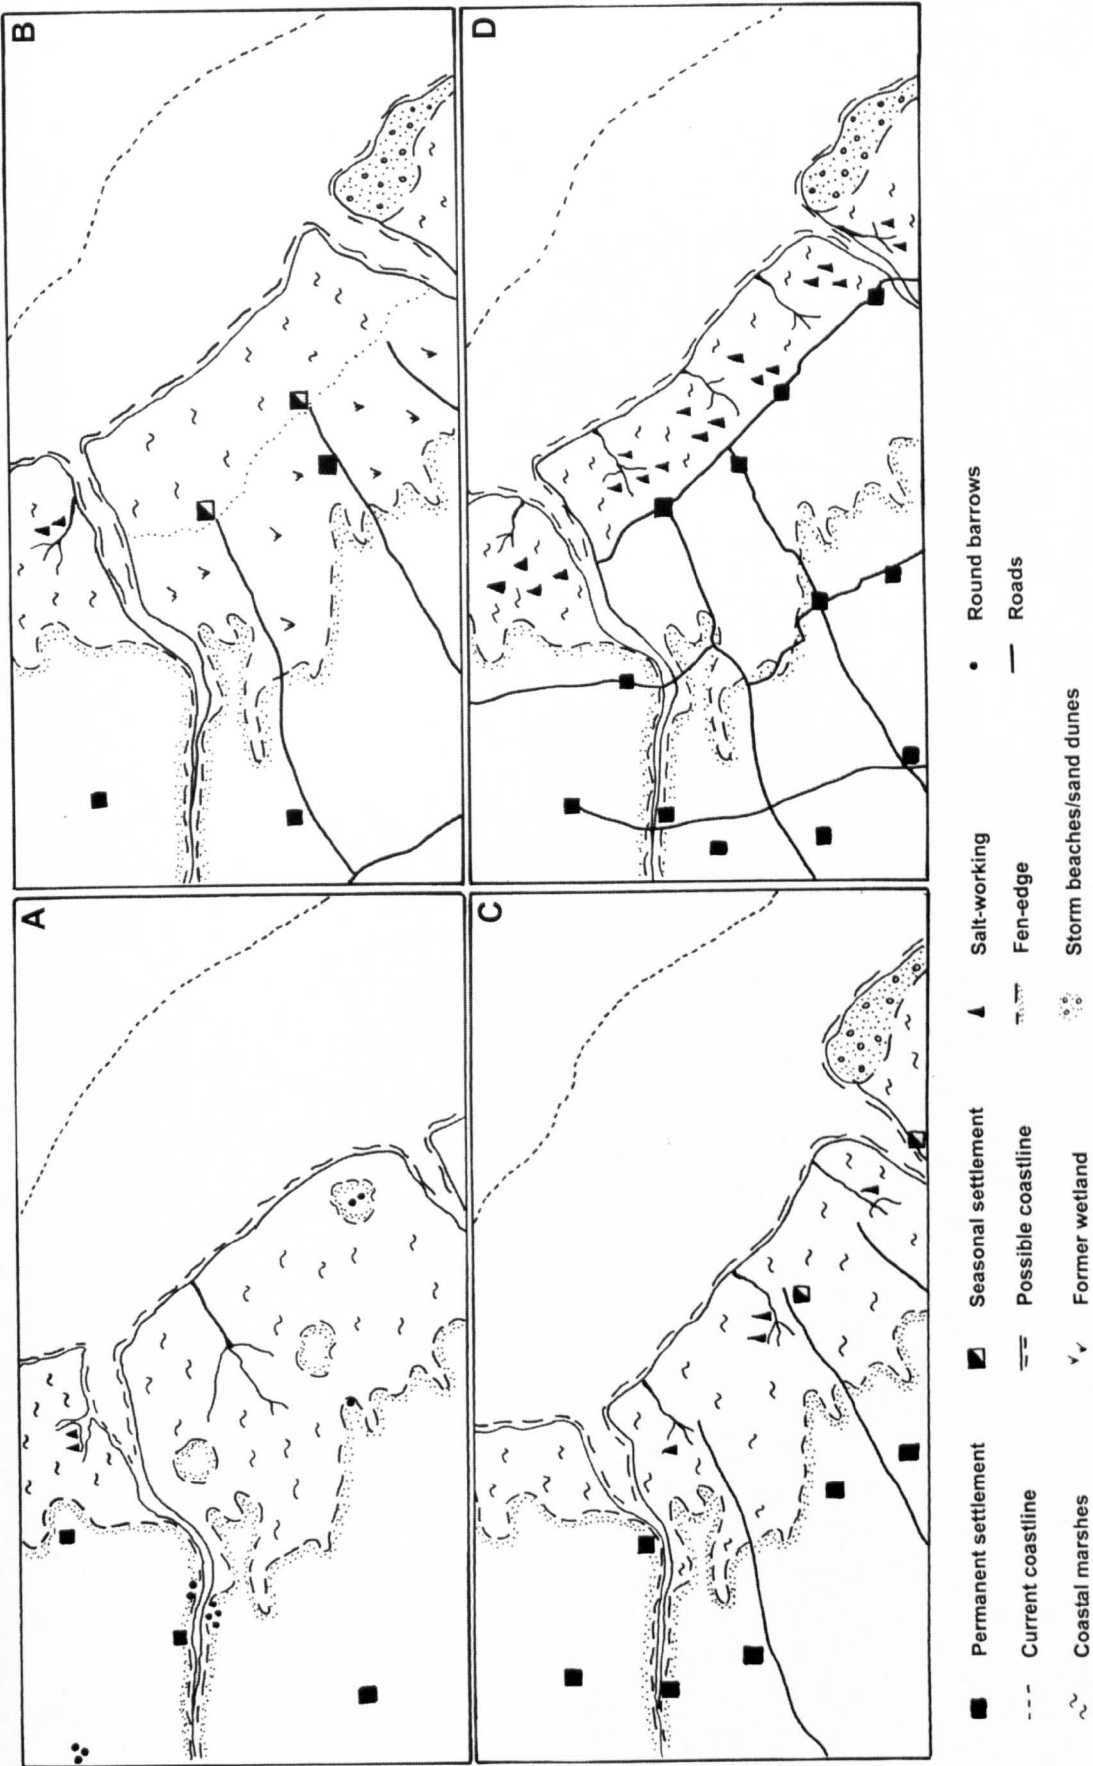 A
B
C
D
Permanent settlement
Seasonal settlement
Salt-working
Round barrows
Current coastline
Possible coastline
Fen-edge
Roads
Coastal marshes
Former wetland
Storm beaches/sand dunes